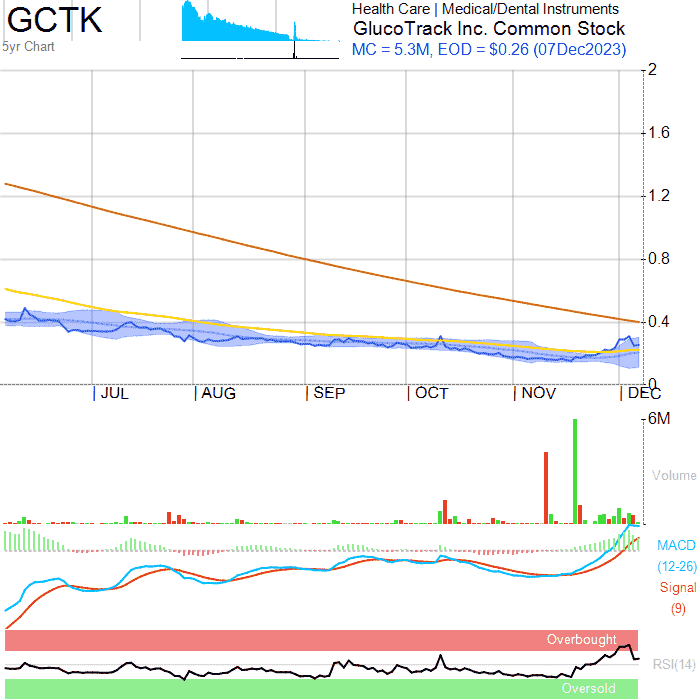 GCTK
5yr Chart
Health Care | Medical/Dental Instruments
GlucoTrack Inc. Common Stock
MC = 5.3M, EOD = $0.26 (07Dec2023)
2
1.6
1.2
0.8
0.4
0
JUL
AUG
SEP
OCT
NOV
DEC
6M
Volume
MACD
(12-26)
Signal
(9)
Overbought
RSI(14)
Oversold